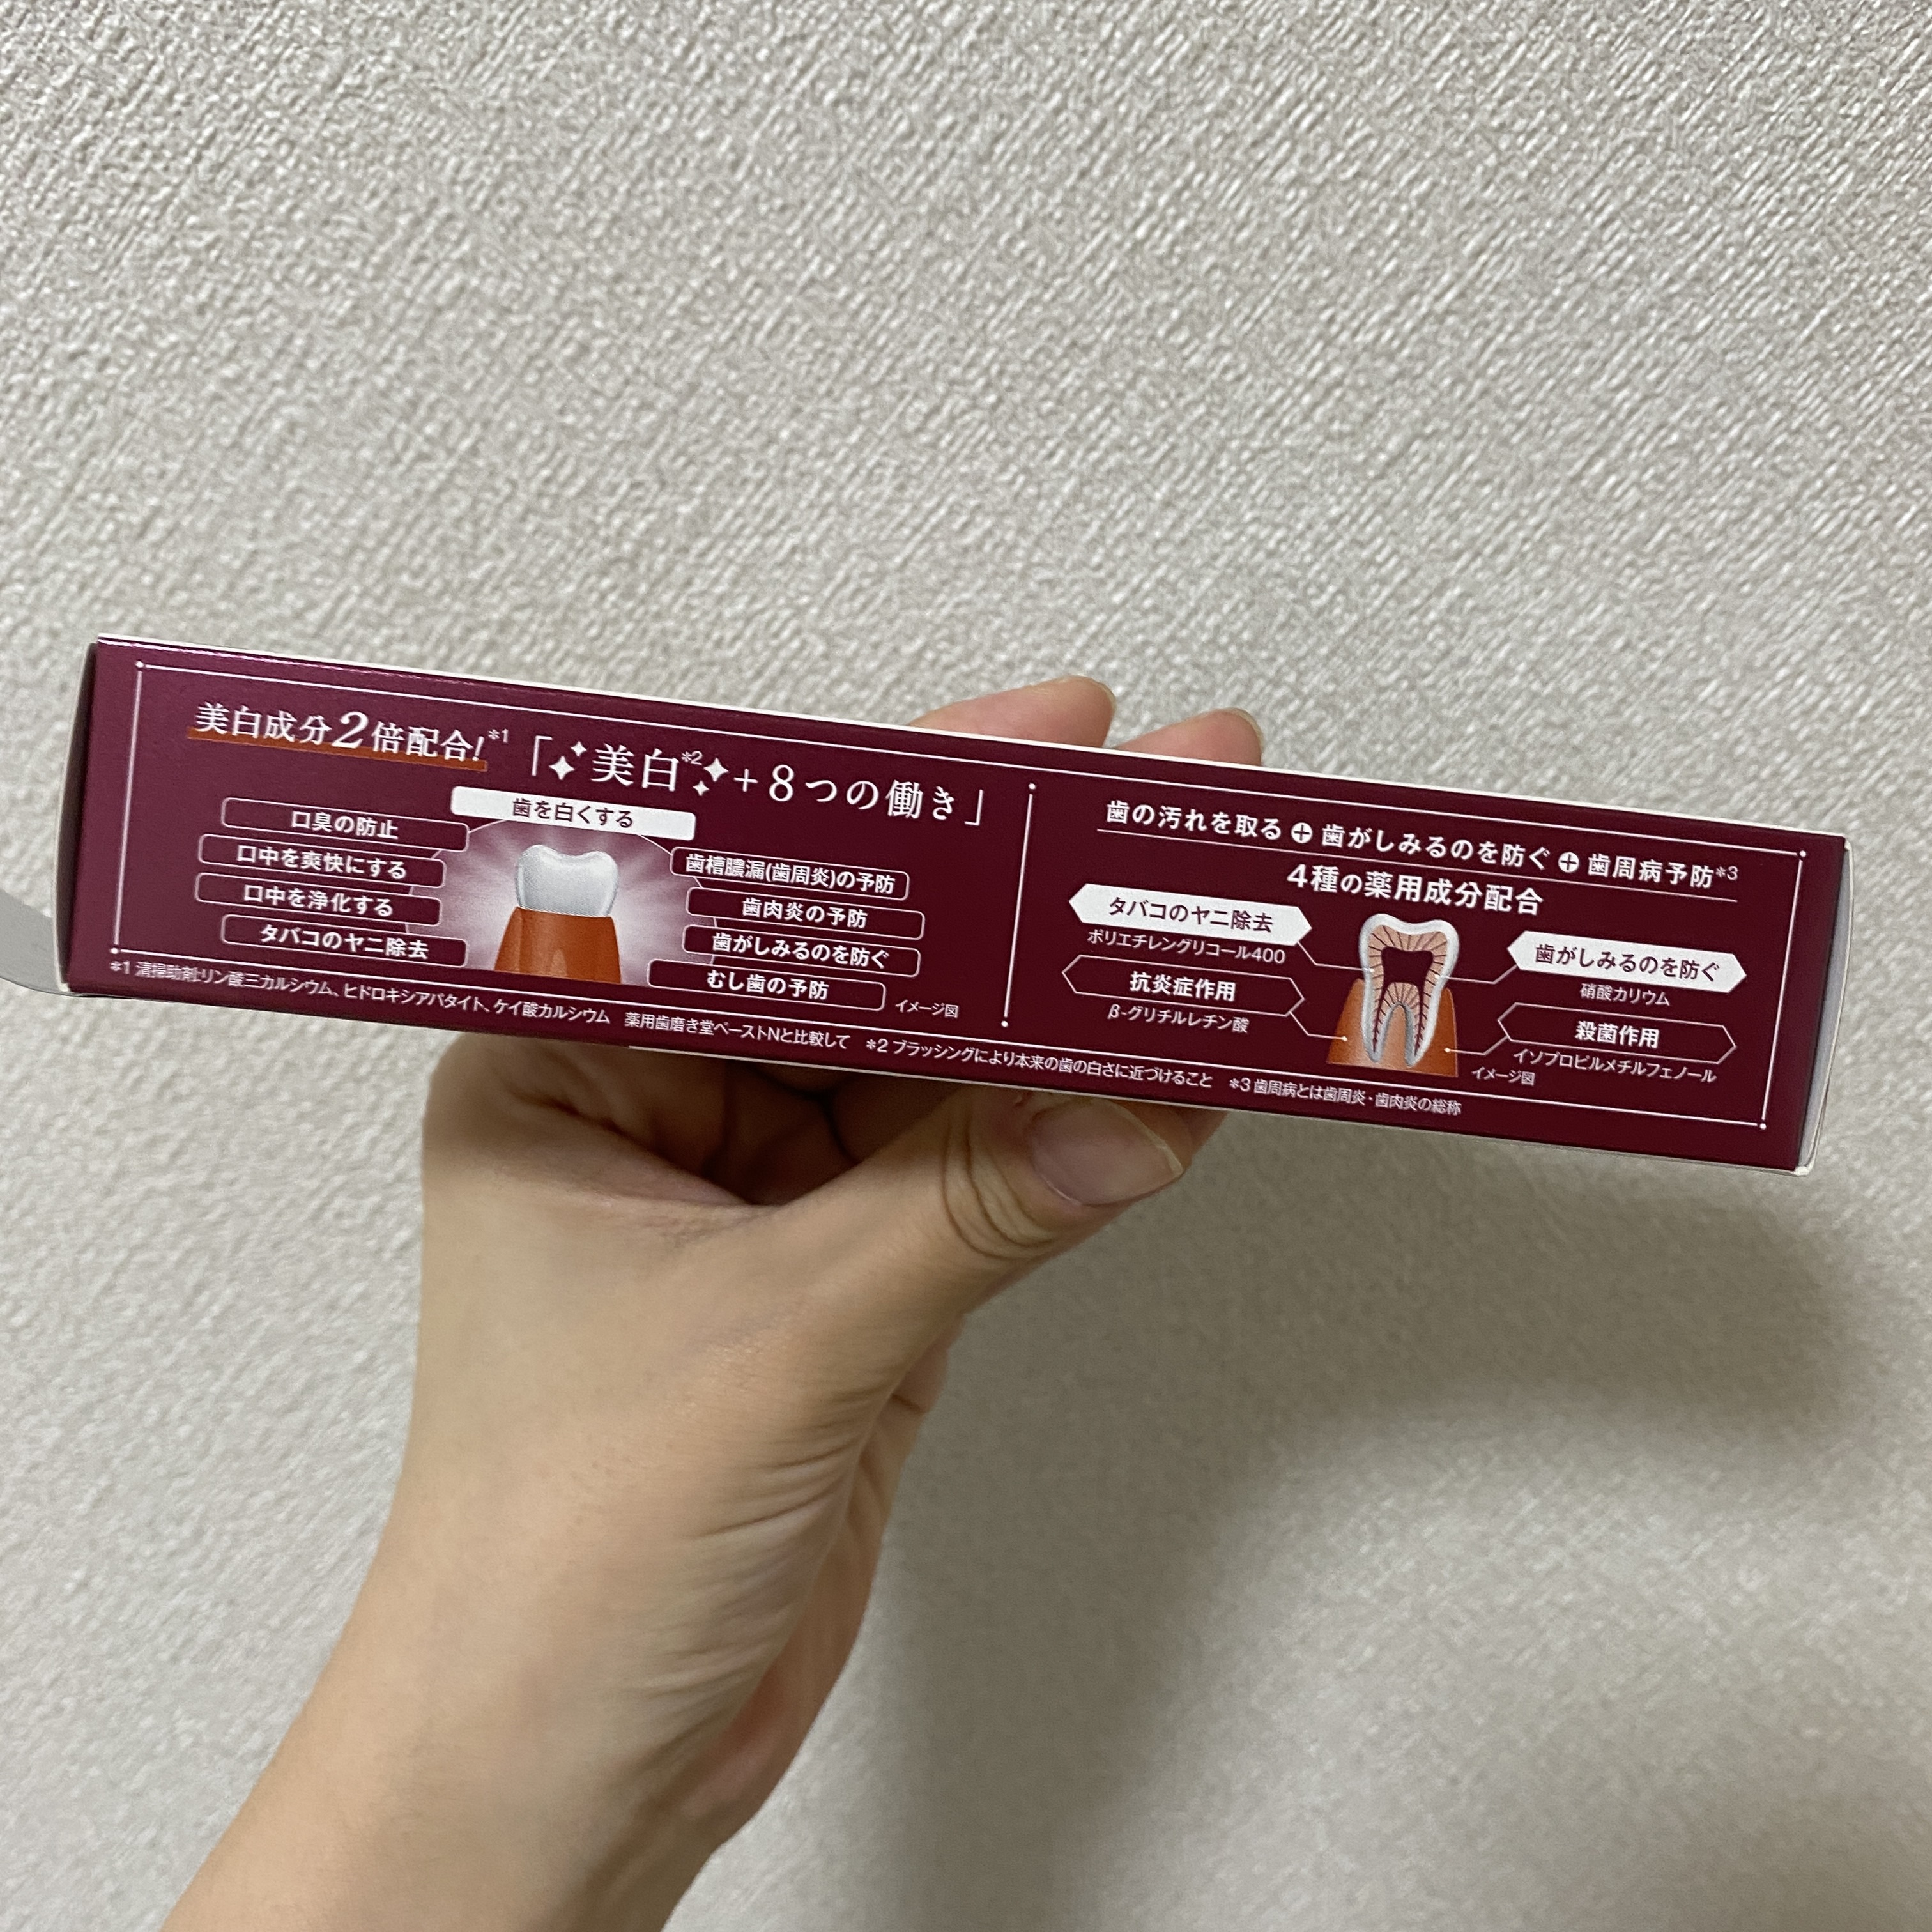 美白成分2倍配合!*1
「美白*2+8つの働き」
歯を白くする
口臭の防止
口中を爽快にする
口中を浄化する
タバコのヤニ除去
歯槽膿漏(歯周炎)の予防
歯肉炎の予防
歯がしみるのを防ぐ
むし歯の予防
イメージ図
歯の汚れを取る+歯がしみるのを防ぐ+歯周病予防*3
4種の薬用成分配合
タバコのヤニ除去
ポリエチレングリコール400
抗炎症作用
β-グリチルレチン酸
歯がしみるのを防ぐ
硝酸カリウム
殺菌作用
イソプロピルメチルフェノール
イメージ図
*1 清掃助剤:リン酸三カルシウム、ヒドロキシアパタイト、ケイ酸カルシウム 薬用歯磨き堂ペーストNと比較して *2 ブラッシングにより本来の歯の白さに近づけること *3 歯周病とは歯周炎・歯肉炎の総称